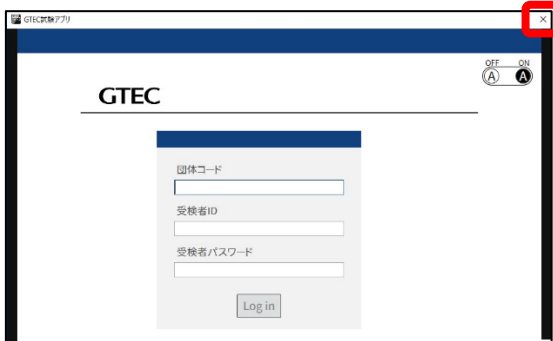 GTEC試験アプリ
OFF ON
A A
GTEC
団体コード
受検者ID
受検者パスワード
Log in